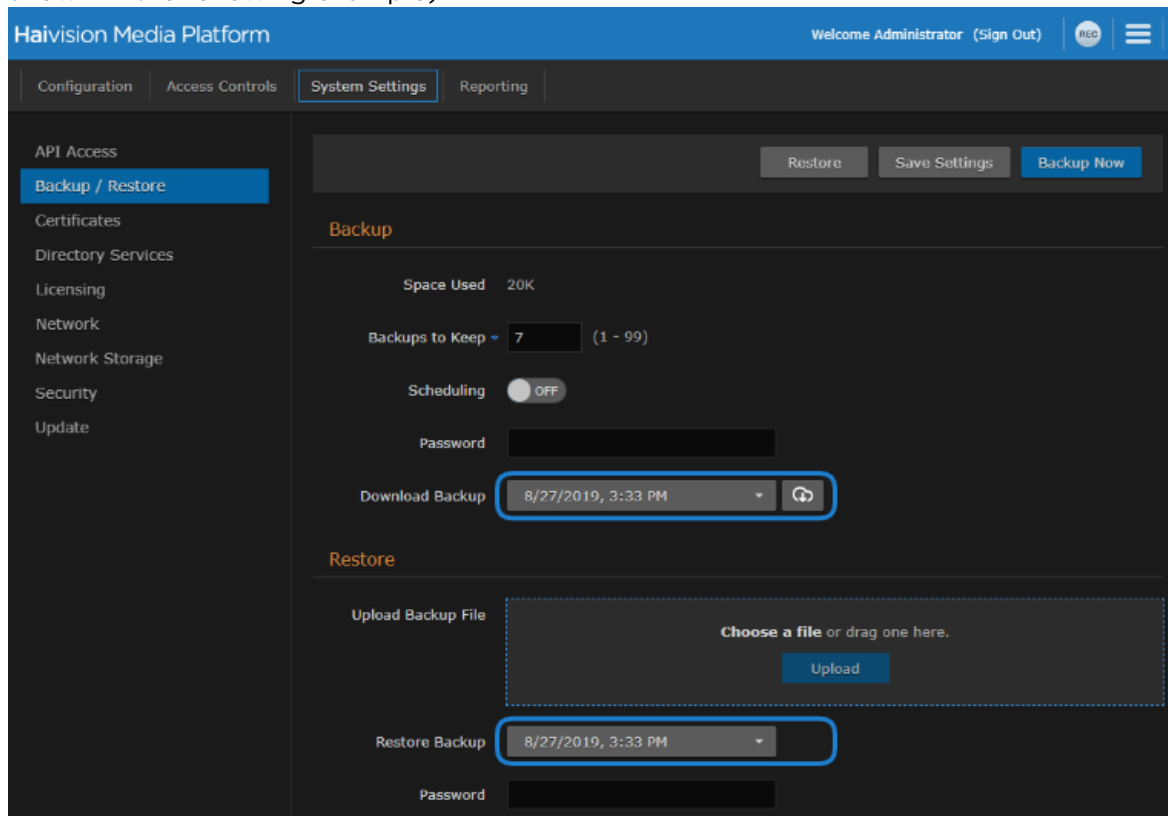 Haivision Media Platform
Welcome Administrator (Sign Out)
REC
Configuration
Access Controls
System Settings
Reporting
API Access
Backup / Restore
Certificates
Directory Services
Licensing
Network
Network Storage
Security
Update
Restore
Save Settings
Backup Now
Backup
Space Used 20K
Backups to Keep 7 (1 - 99)
Scheduling OFF
Password
Download Backup 8/27/2019, 3:33 PM
Restore
Upload Backup File
Choose a file or drag one here.
Upload
Restore Backup 8/27/2019, 3:33 PM
Password